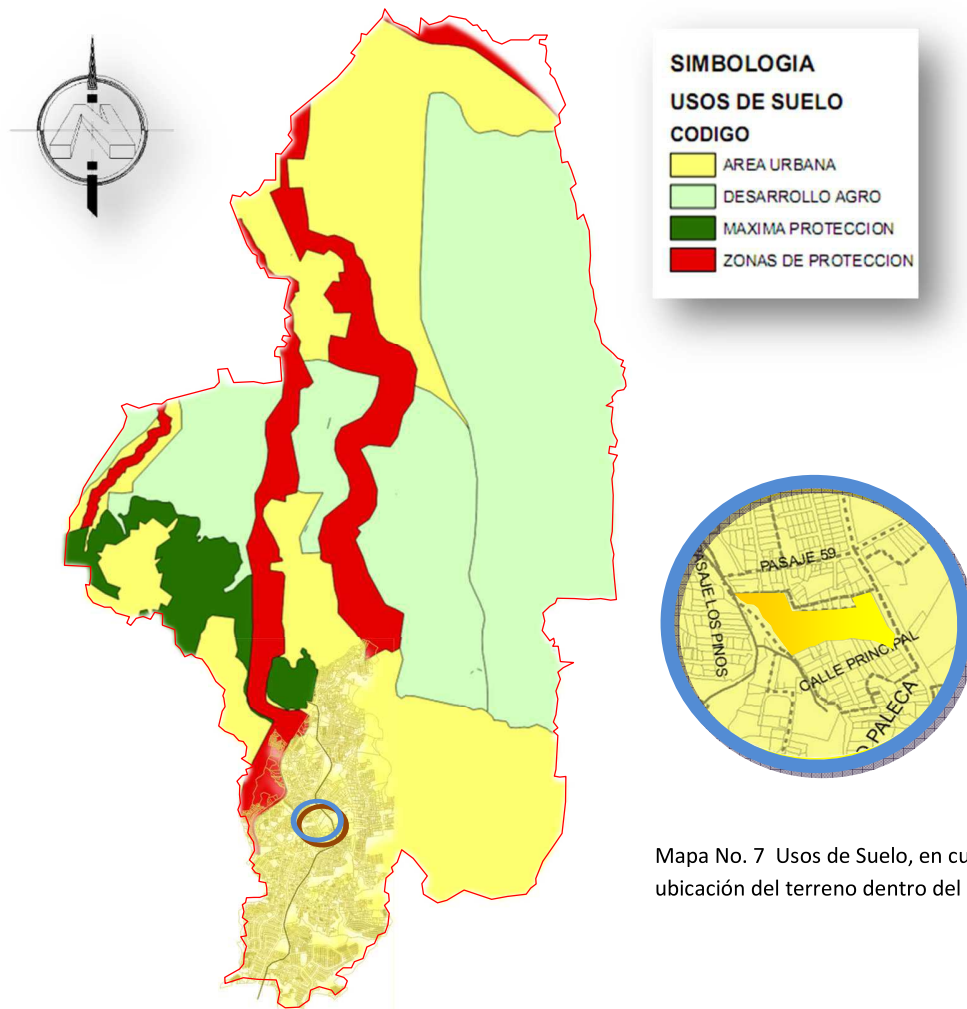 SIMBOLOGIA
USOS DE SUELO
CODIGO
AREA URBANA
DESARROLLO AGRO
MAXIMA PROTECCION
ZONAS DE PROTECCION
N
PASAJE 59
PASAJE LOS PINOS
CALLE PRINCIPAL
O PALECA
Mapa No. 7 Usos de Suelo, en cu
ubicación del terreno dentro del